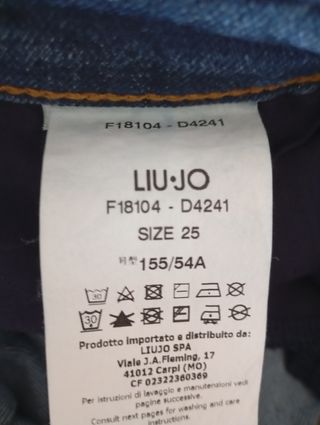 F18104 - D4241
LIU·JO
F18104 - D4241
SIZE 25
号型 155/54A
30
30
Prodotto importato e distribuito da:
LIUJO SPA
Viale J.A.Fleming, 17
41012 Carpi (MO)
CF 02322360369
Per istruzioni di lavaggio e manutenzioni vedi
pagine successive.
Consult next pages for washing and care
instructions.